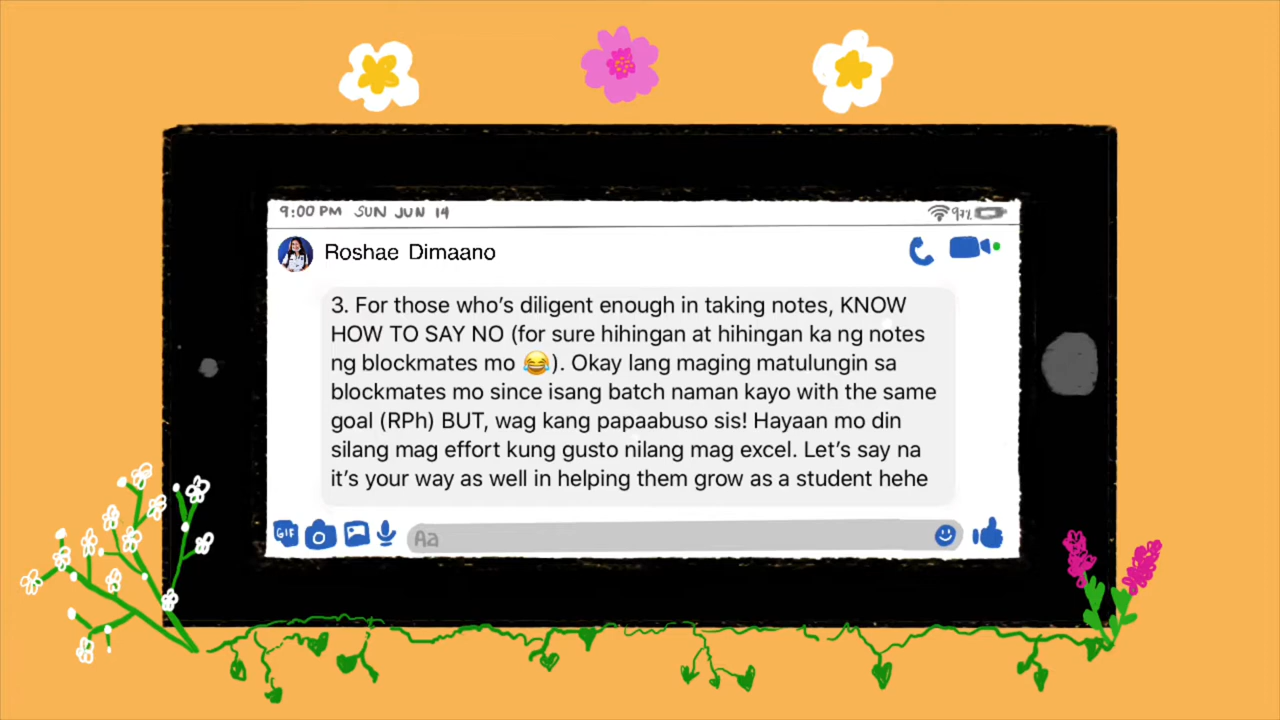 9:00 PM SUN JUN 14
97%
Roshae Dimaano
3. For those who's diligent enough in taking notes, KNOW
HOW TO SAY NO (for sure hihingan at hihingan ka ng notes
ng blockmates mo 😂). Okay lang maging matulungin sa
blockmates mo since isang batch naman kayo with the same
goal (RPh) BUT, wag kang papaabuso sis! Hayaan mo din
silang mag effort kung gusto nilang mag excel. Let's say na
it's your way as well in helping them grow as a student hehe
GIF
Aa